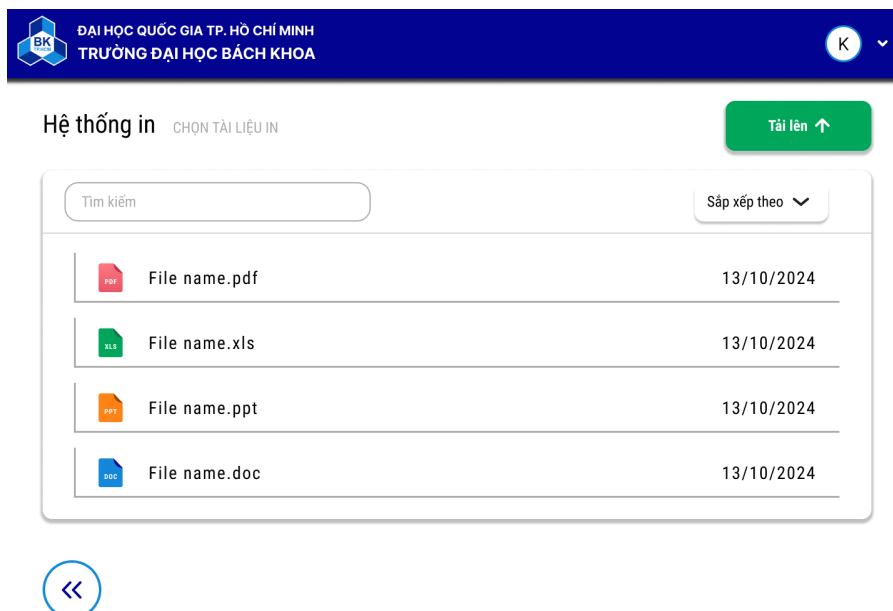 BK
TP.HCM
ĐẠI HỌC QUỐC GIA TP. HỒ CHÍ MINH
TRƯỜNG ĐẠI HỌC BÁCH KHOA
K
Hệ thống in CHỌN TÀI LIỆU IN
Tải lên
Tìm kiếm
Sắp xếp theo
PDF File name.pdf 13/10/2024
XLS File name.xls 13/10/2024
PPT File name.ppt 13/10/2024
DOC File name.doc 13/10/2024